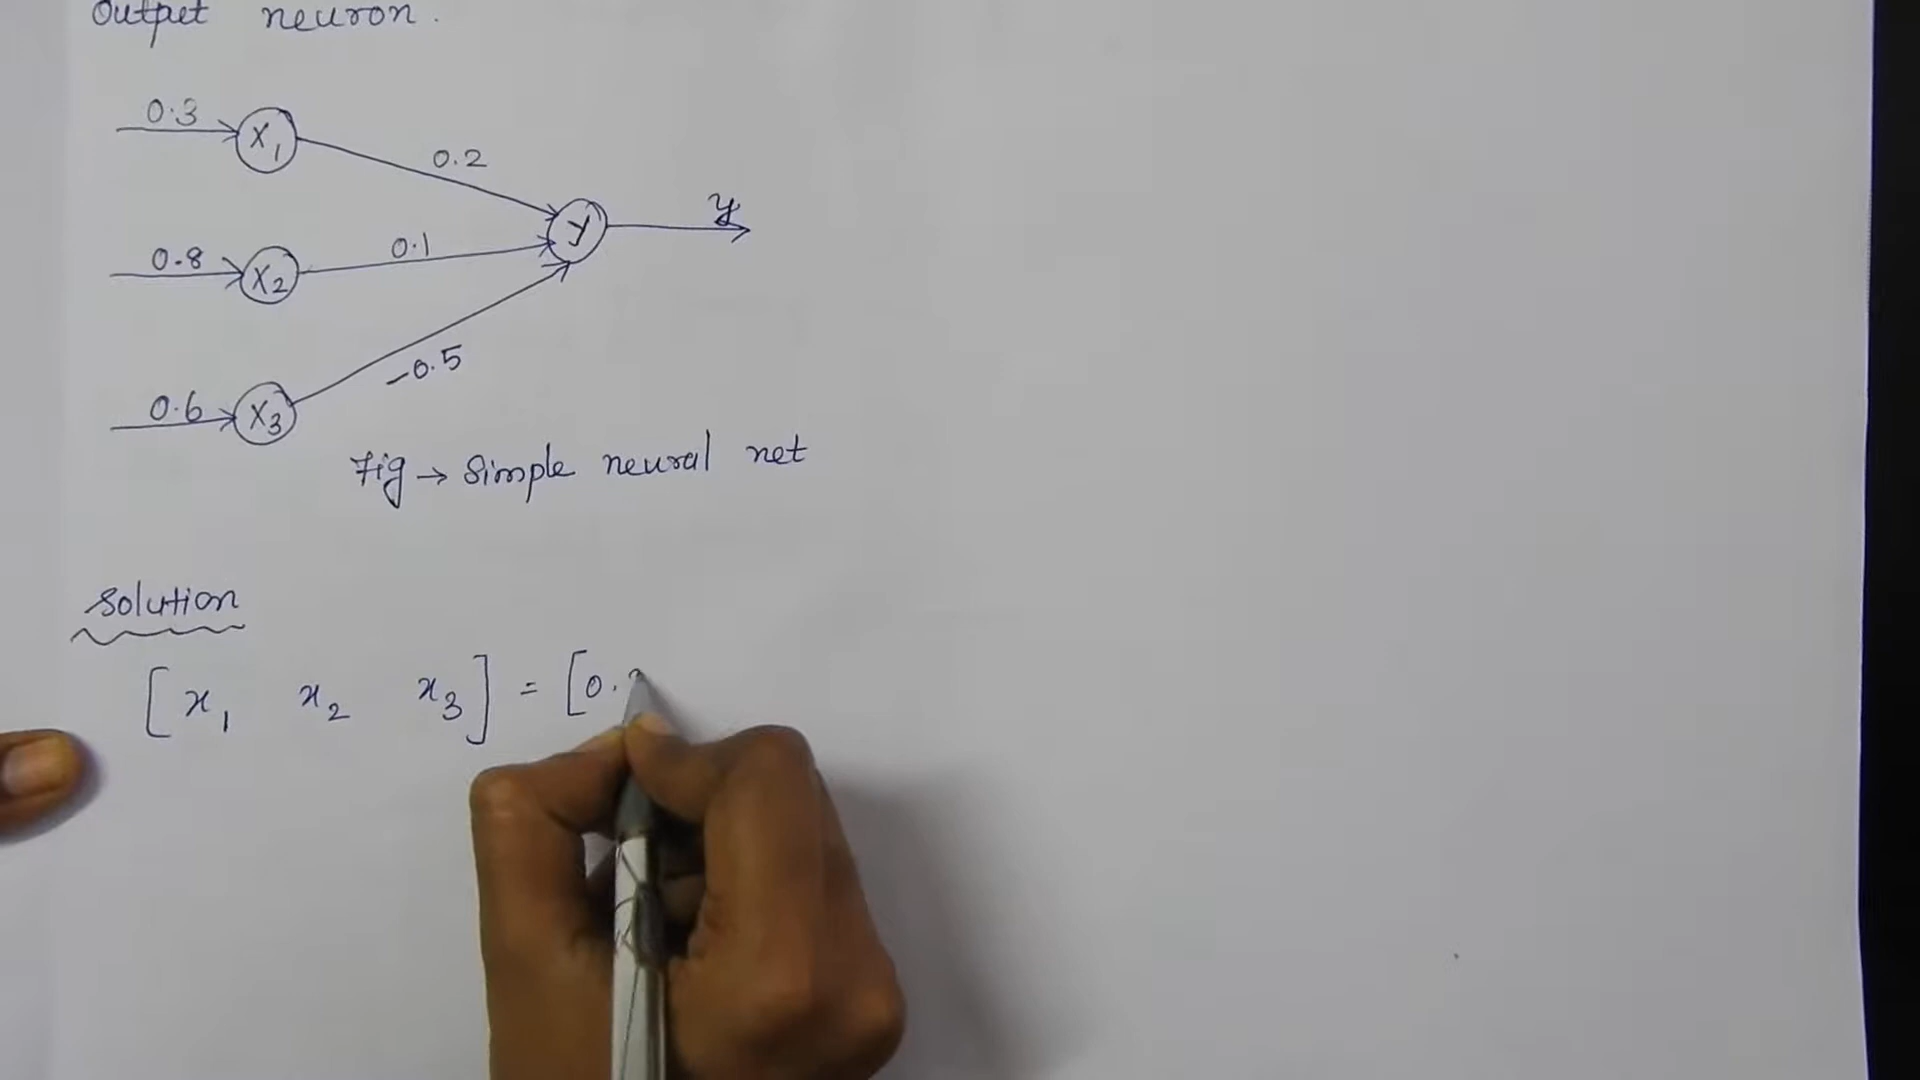 Output neuron.
0.3 X1 0.2
y
0.8 X2 0.1 Y
-0.5
0.6 X3
Fig → Simple neural net
Solution
[x1 x2 x3] = [0.